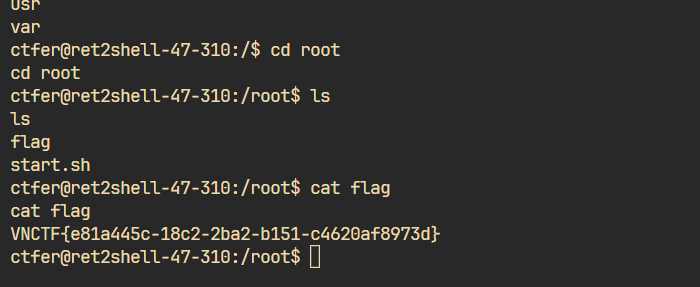 usr
var
ctfer@ret2shell-47-310:/$ cd root
cd root
ctfer@ret2shell-47-310:/root$ ls
ls
flag
start.sh
ctfer@ret2shell-47-310:/root$ cat flag
cat flag
VNCTF{e81a445c-18c2-2ba2-b151-c4620af8973d}
ctfer@ret2shell-47-310:/root$